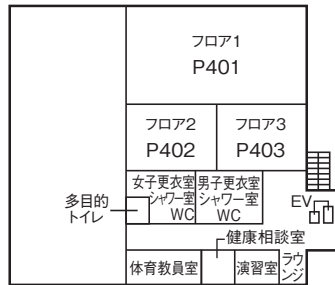 フロア1
P401
フロア2
P402
フロア3
P403
女子更衣室
シャワー室
WC
男子更衣室
シャワー室
WC
多目的
トイレ
EV
健康相談室
体育教員室
演習室
ラウ
ンジ